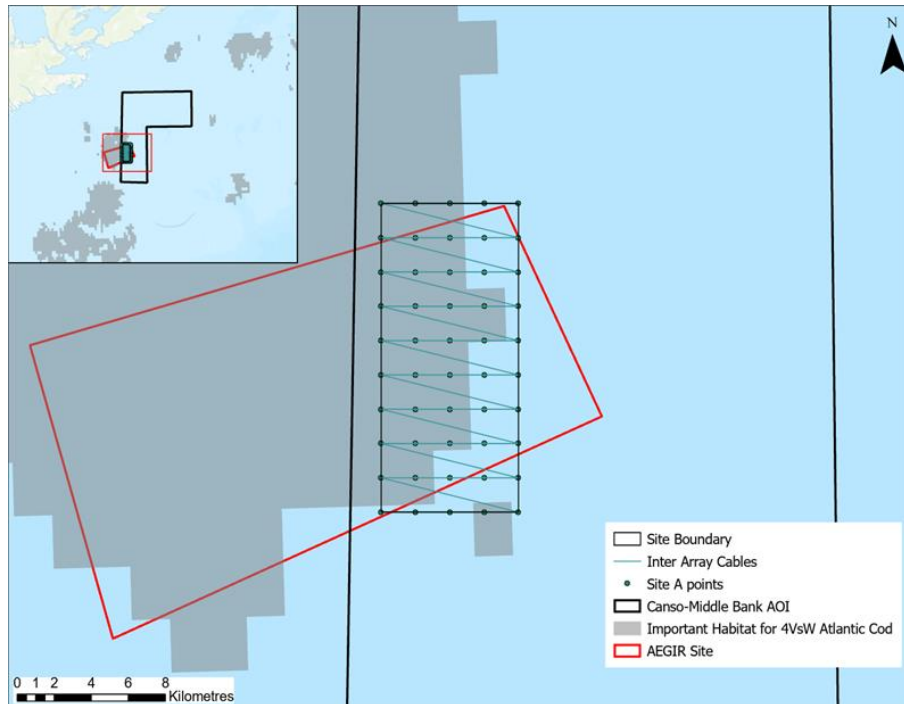 N
Site Boundary
Inter Array Cables
Site A points
Canso-Middle Bank AOI
Important Habitat for 4VsW Atlantic Cod
AEGIR Site
0 1 2 4 6 8
Kilometres